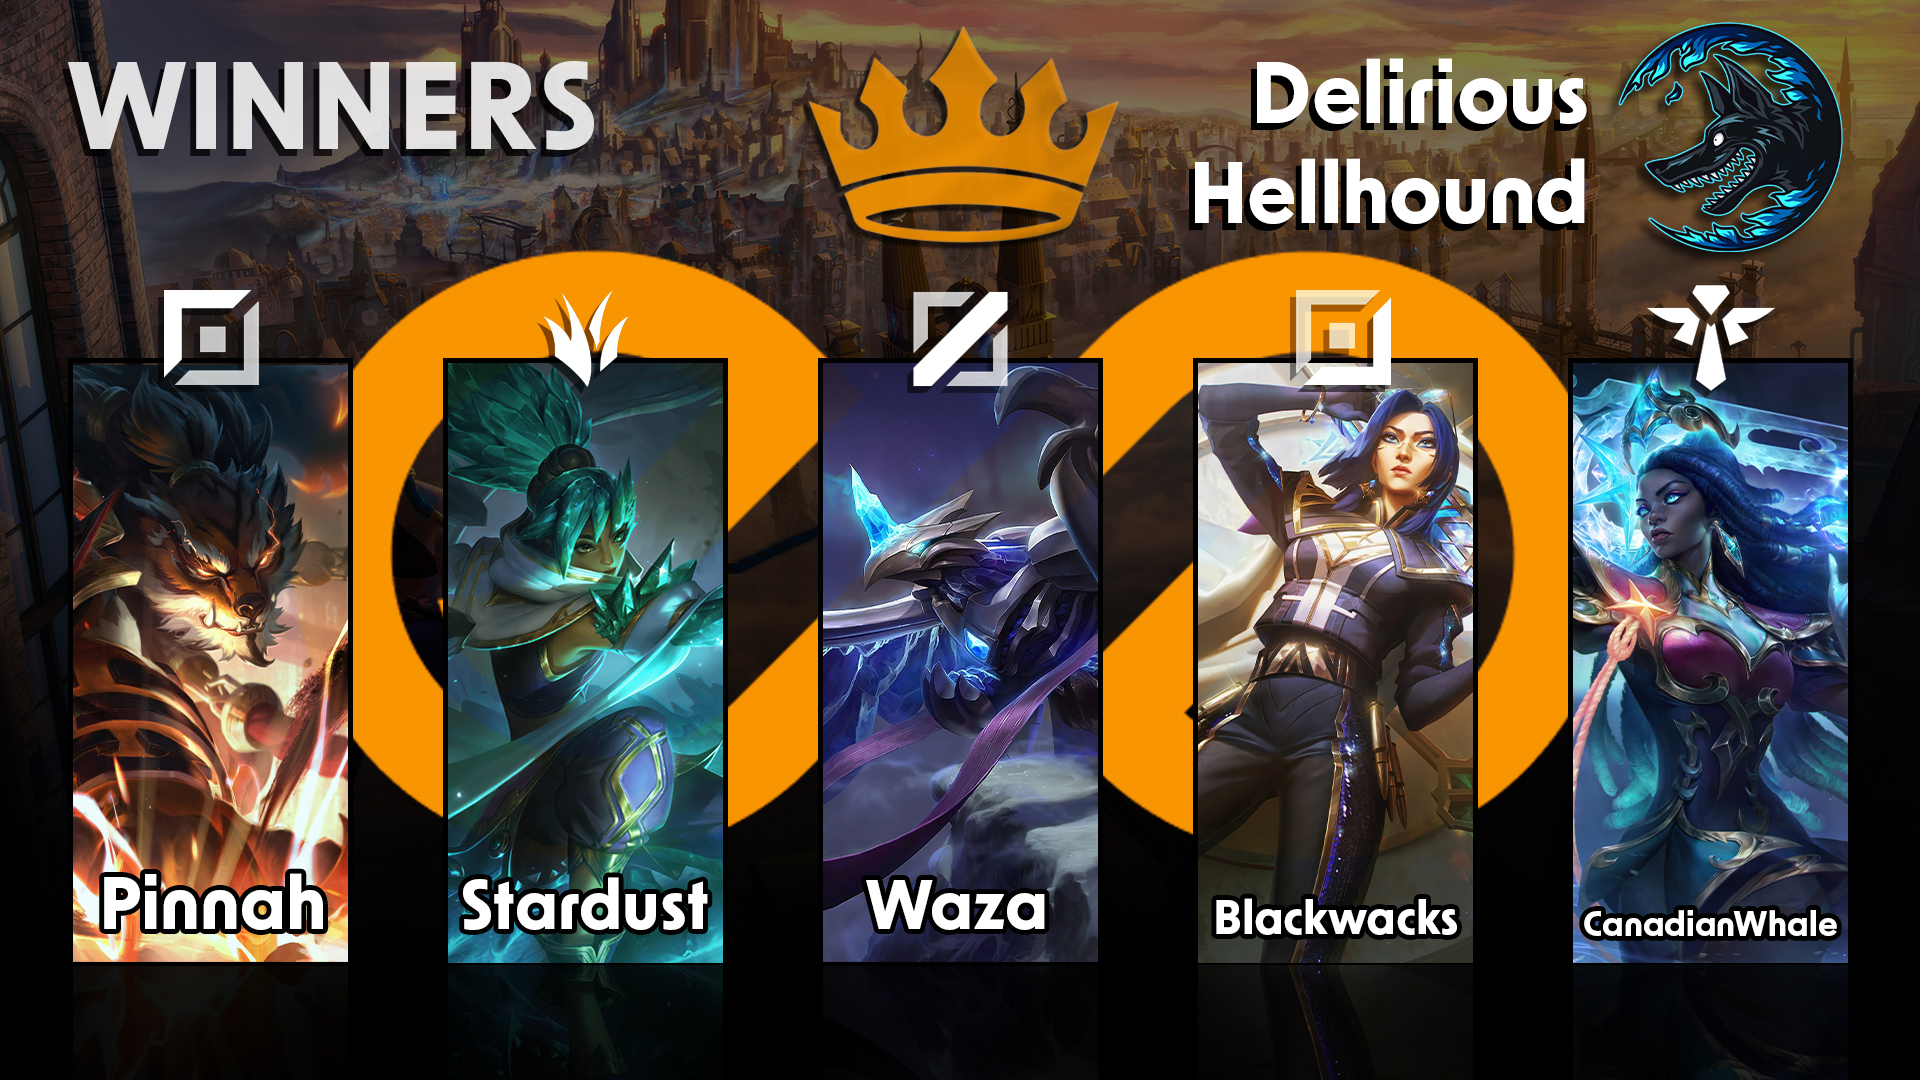 WINNERS
Delirious
Hellhound
Pinnah
Stardust
Waza
Blackwacks
CanadianWhale